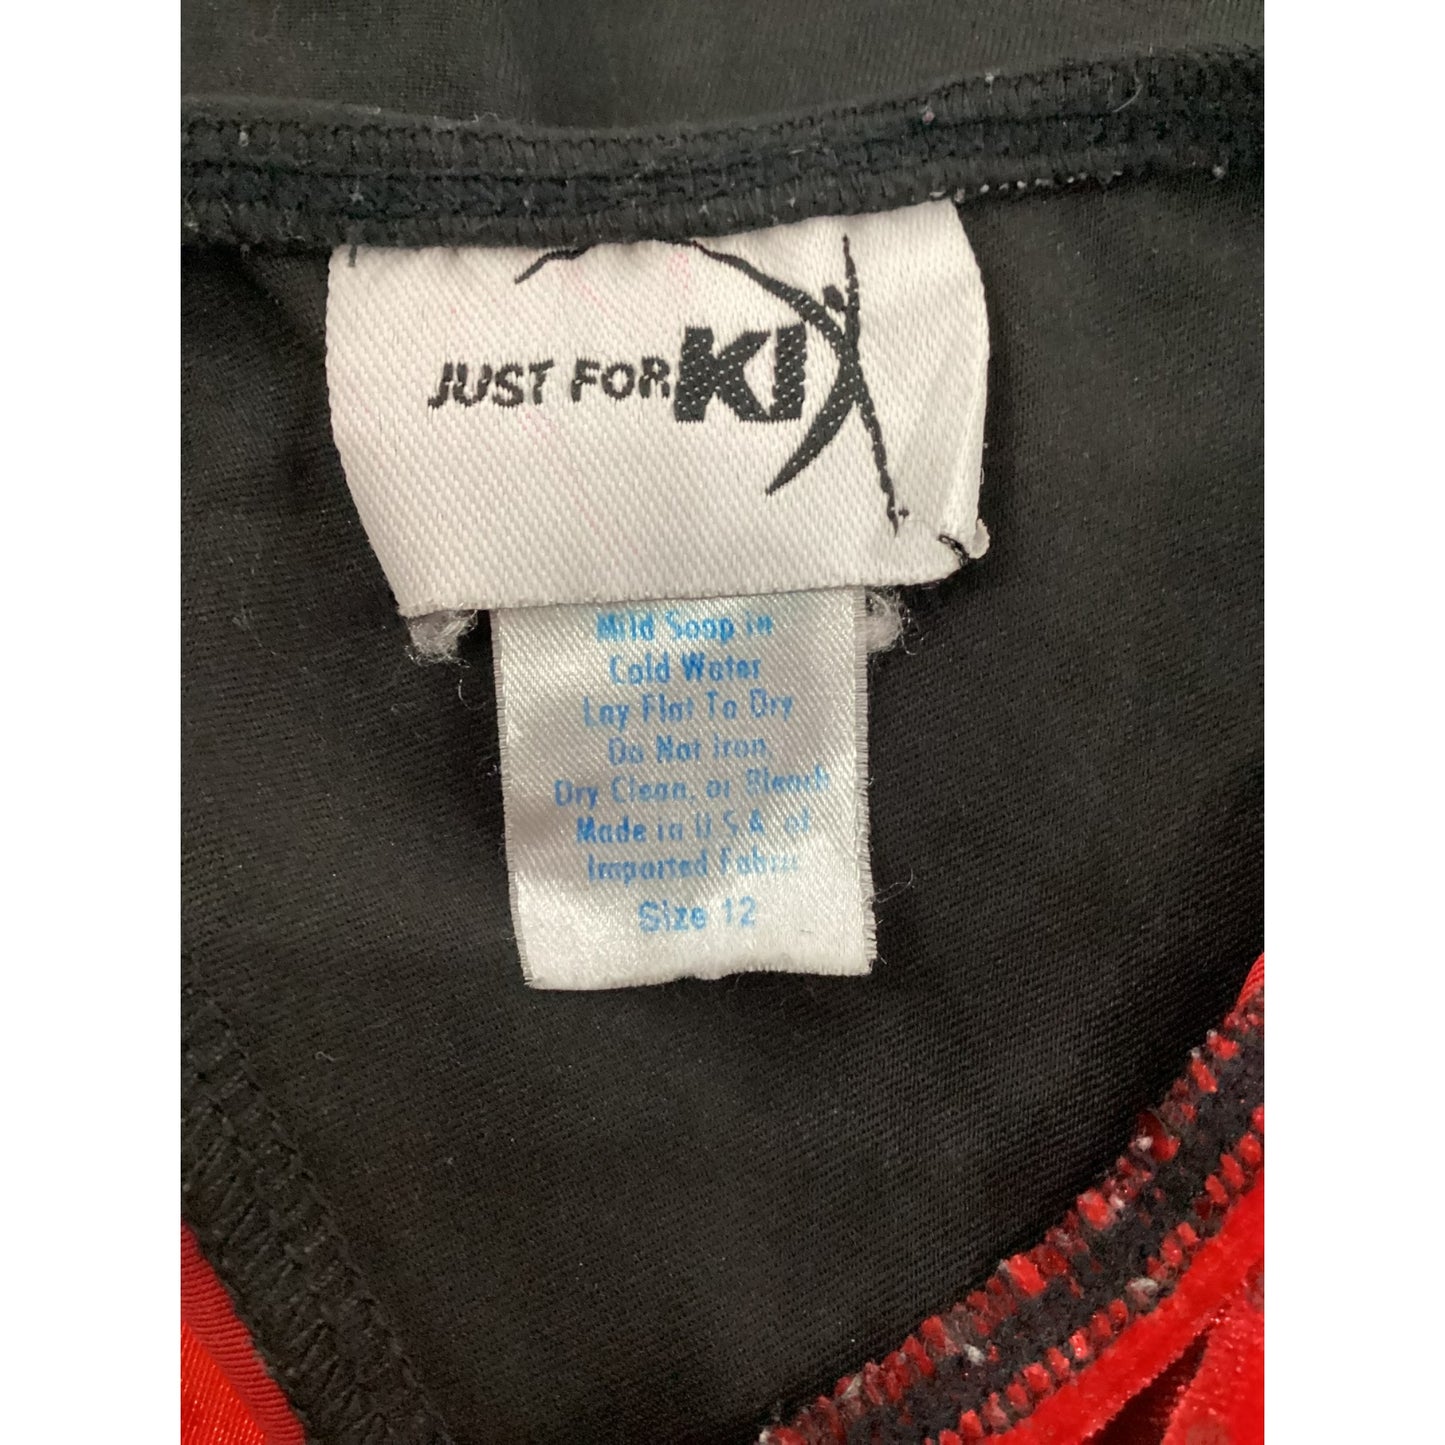 JUST FOR KIX
Mild Soap in
Cold Water
Lay Flat To Dry
Do Not Iron,
Dry Clean, or Bleach
Made in U.S.A. of
Imported Fabric
Size 12